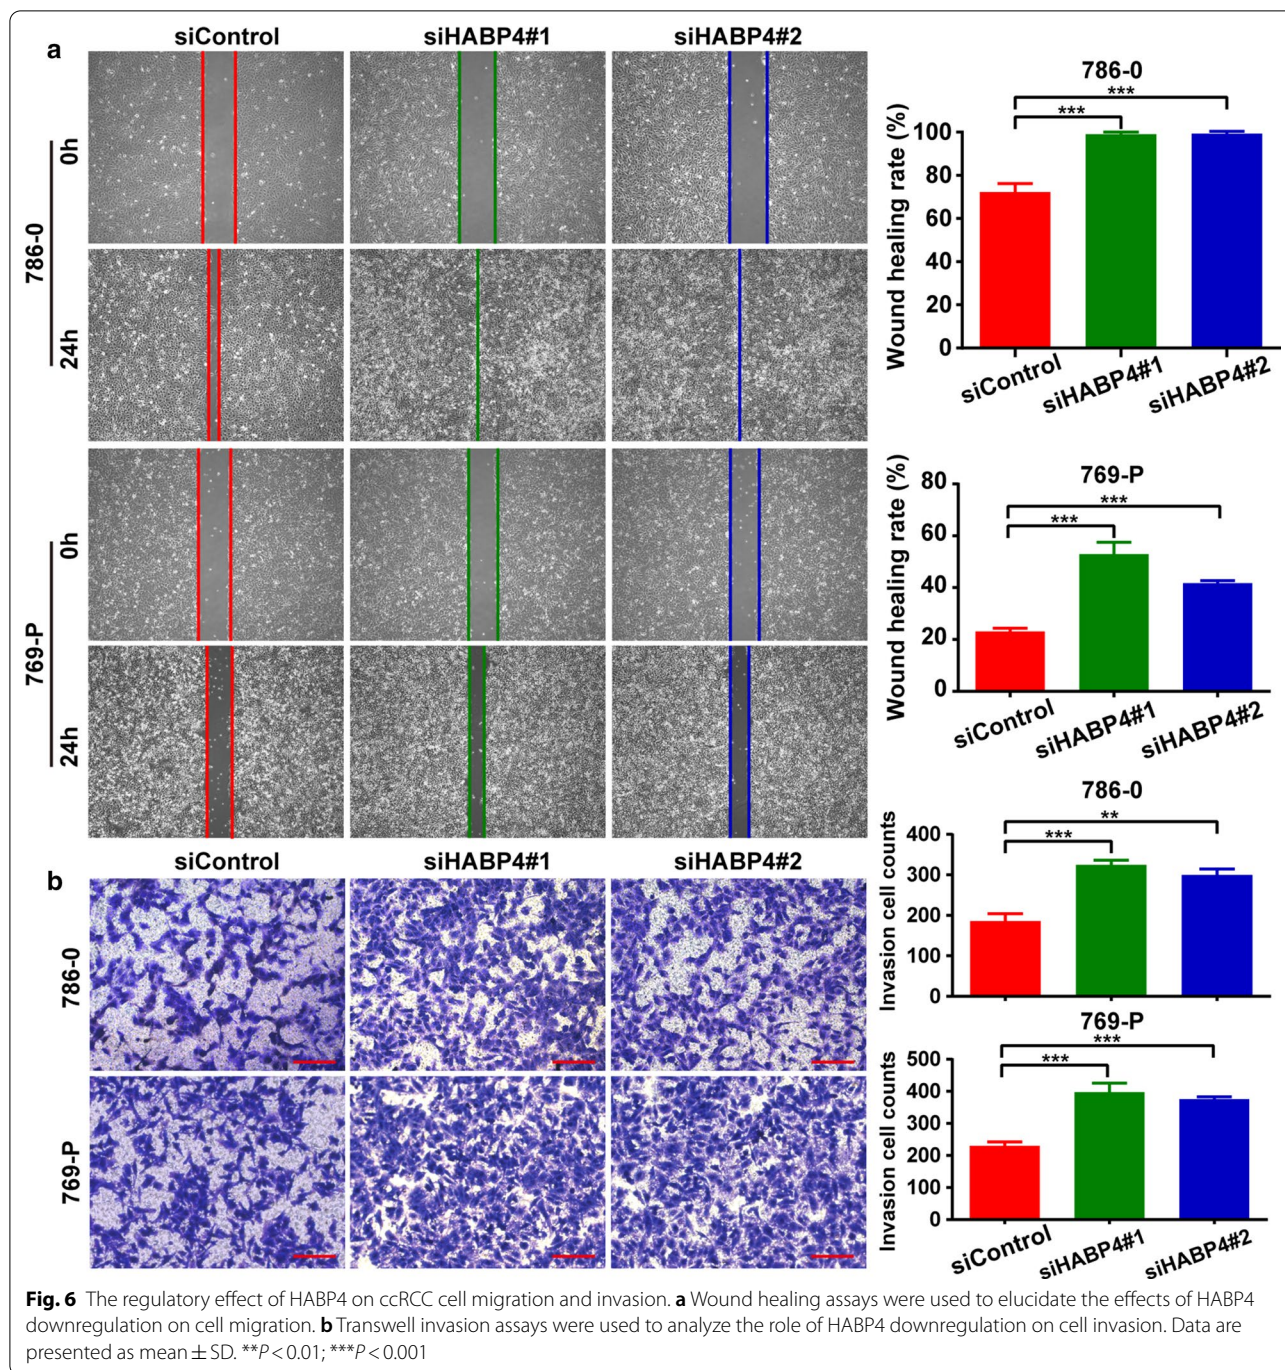 a
siControl
siHABP4#1
siHABP4#2
786-0
0h
24h
769-P
0h
24h
786-0
Wound healing rate (%)
100
80
60
40
20
0
***
***
siControl
siHABP4#1
siHABP4#2
769-P
Wound healing rate (%)
80
60
40
20
0
***
***
siControl
siHABP4#1
siHABP4#2
b
siControl
siHABP4#1
siHABP4#2
786-0
769-P
786-0
Invasion cell counts
400
300
200
100
0
***
**
769-P
Invasion cell counts
500
400
300
200
100
0
***
***
siControl
siHABP4#1
siHABP4#2
Fig. 6 The regulatory effect of HABP4 on ccRCC cell migration and invasion. a Wound healing assays were used to elucidate the effects of HABP4
downregulation on cell migration. b Transwell invasion assays were used to analyze the role of HABP4 downregulation on cell invasion. Data are
presented as mean ± SD. **P < 0.01; ***P < 0.001